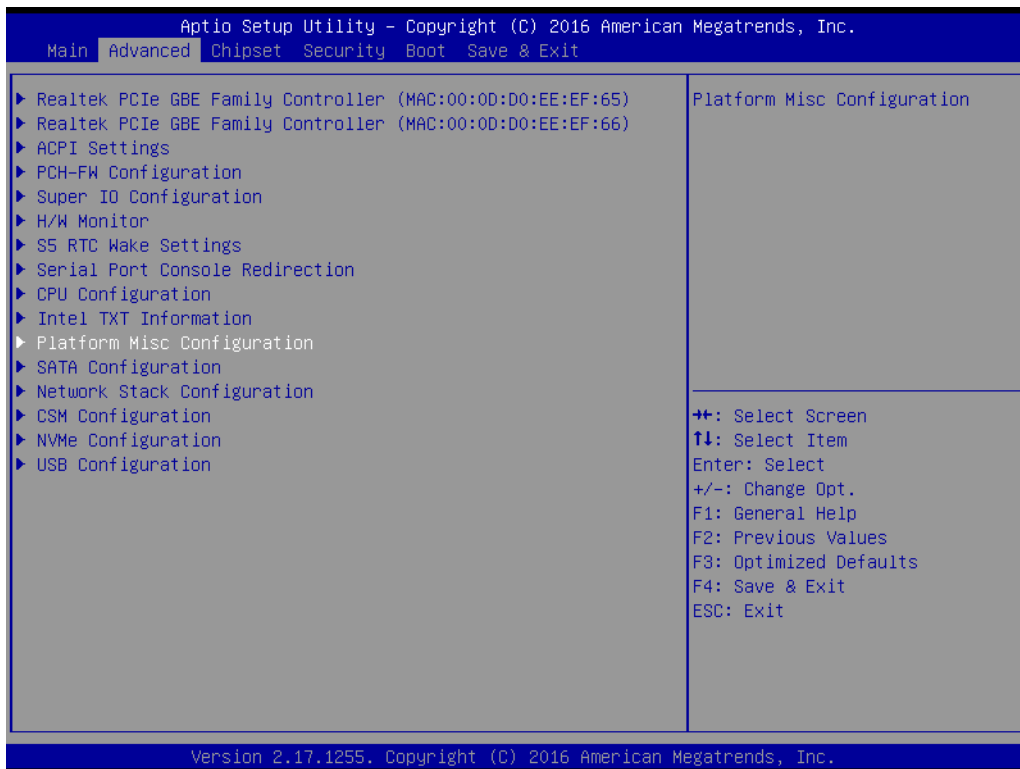 Aptio Setup Utility – Copyright (C) 2016 American Megatrends, Inc.
Main Advanced Chipset Security Boot Save & Exit
▶ Realtek PCIe GBE Family Controller (MAC:00:0D:D0:EE:EF:65)
▶ Realtek PCIe GBE Family Controller (MAC:00:0D:D0:EE:EF:66)
▶ ACPI Settings
▶ PCH-FW Configuration
▶ Super IO Configuration
▶ H/W Monitor
▶ S5 RTC Wake Settings
▶ Serial Port Console Redirection
▶ CPU Configuration
▶ Intel TXT Information
▶ Platform Misc Configuration
▶ SATA Configuration
▶ Network Stack Configuration
▶ CSM Configuration
▶ NVMe Configuration
▶ USB Configuration
Platform Misc Configuration
→←: Select Screen
↑↓: Select Item
Enter: Select
+/-: Change Opt.
F1: General Help
F2: Previous Values
F3: Optimized Defaults
F4: Save & Exit
ESC: Exit
Version 2.17.1255. Copyright (C) 2016 American Megatrends, Inc.